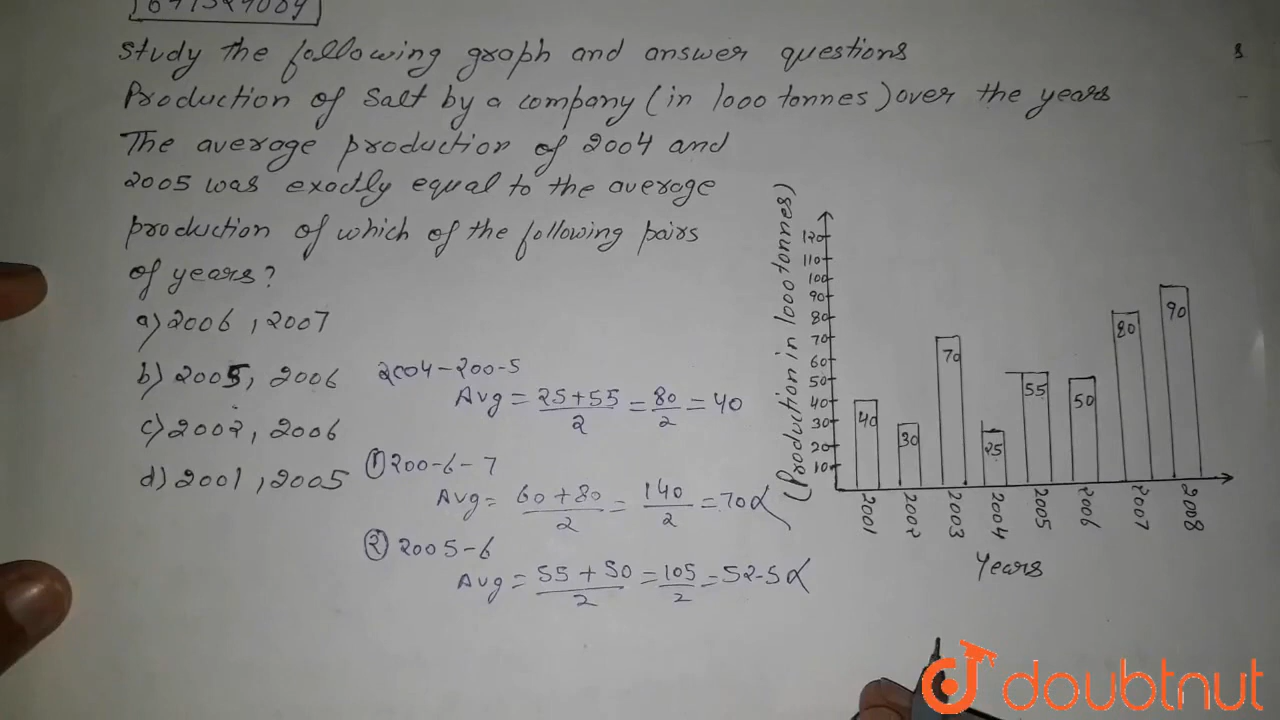 Study the following graph and answer questions
Production of Salt by a company (in 1000 tonnes) over the years
The average production of 2004 and
2005 was exactly equal to the average
production of which of the following pairs
of years?
a) 2006, 2007
b) 2005, 2006
c) 2002, 2006
d) 2001, 2005
2004-200-5
Avg = 25+55/2 = 80/2 = 40
① 200-6-7
Avg = 60+80/2 = 140/2 = 70
② 2005-6
Avg = 55+50/2 = 105/2 = 52-5
(Production in 1000 tonnes)
120
110
100
90
80
70
60
50
40
30
20
10
40
30
70
25
55
50
80
90
2001 2002 2003 2004 2005 2006 2007 2008
Years
doubtnut